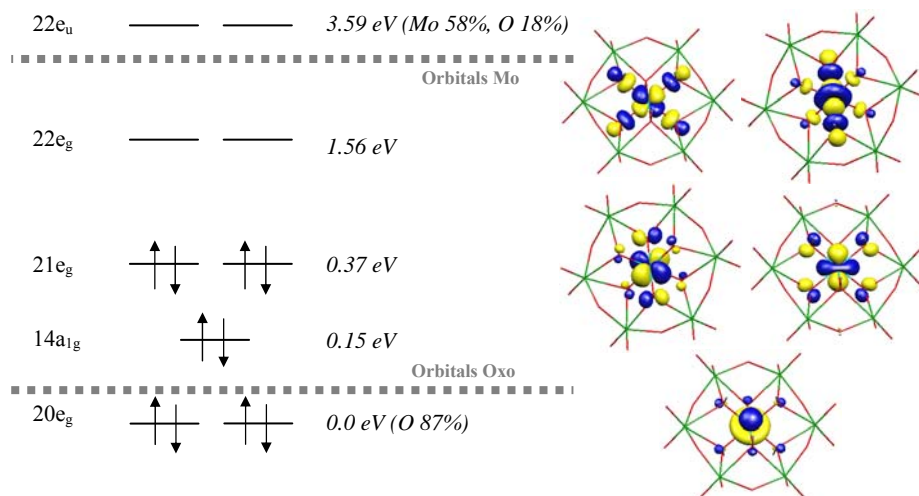 22eu 3.59 eV (Mo 58%, O 18%)
Orbitals Mo
22eg 1.56 eV
21eg 0.37 eV
14a1g 0.15 eV
Orbitals Oxo
20eg 0.0 eV (O 87%)